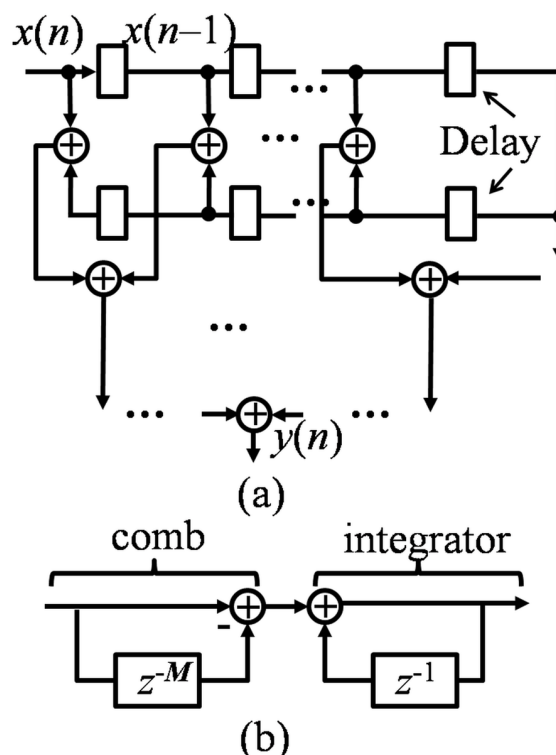 x(n) x(n–1)
...
...
Delay
...
...
... ...
y(n)
(a)
comb integrator
-
z^-M z^-1
(b)